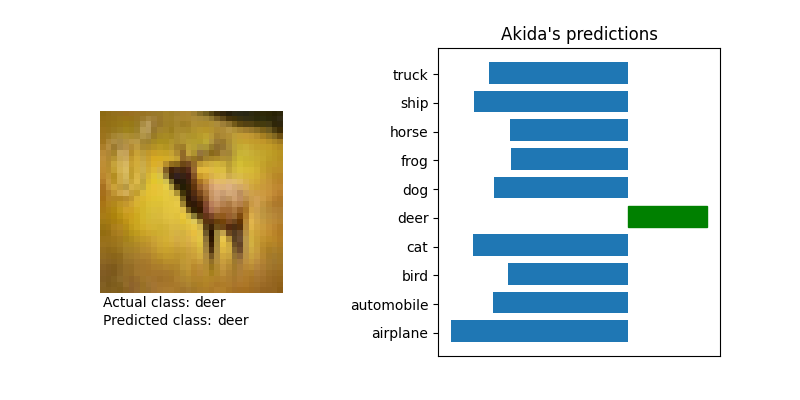 Akida's predictions
truck
ship
horse
frog
dog
deer
cat
bird
automobile
airplane
Actual class: deer
Predicted class: deer